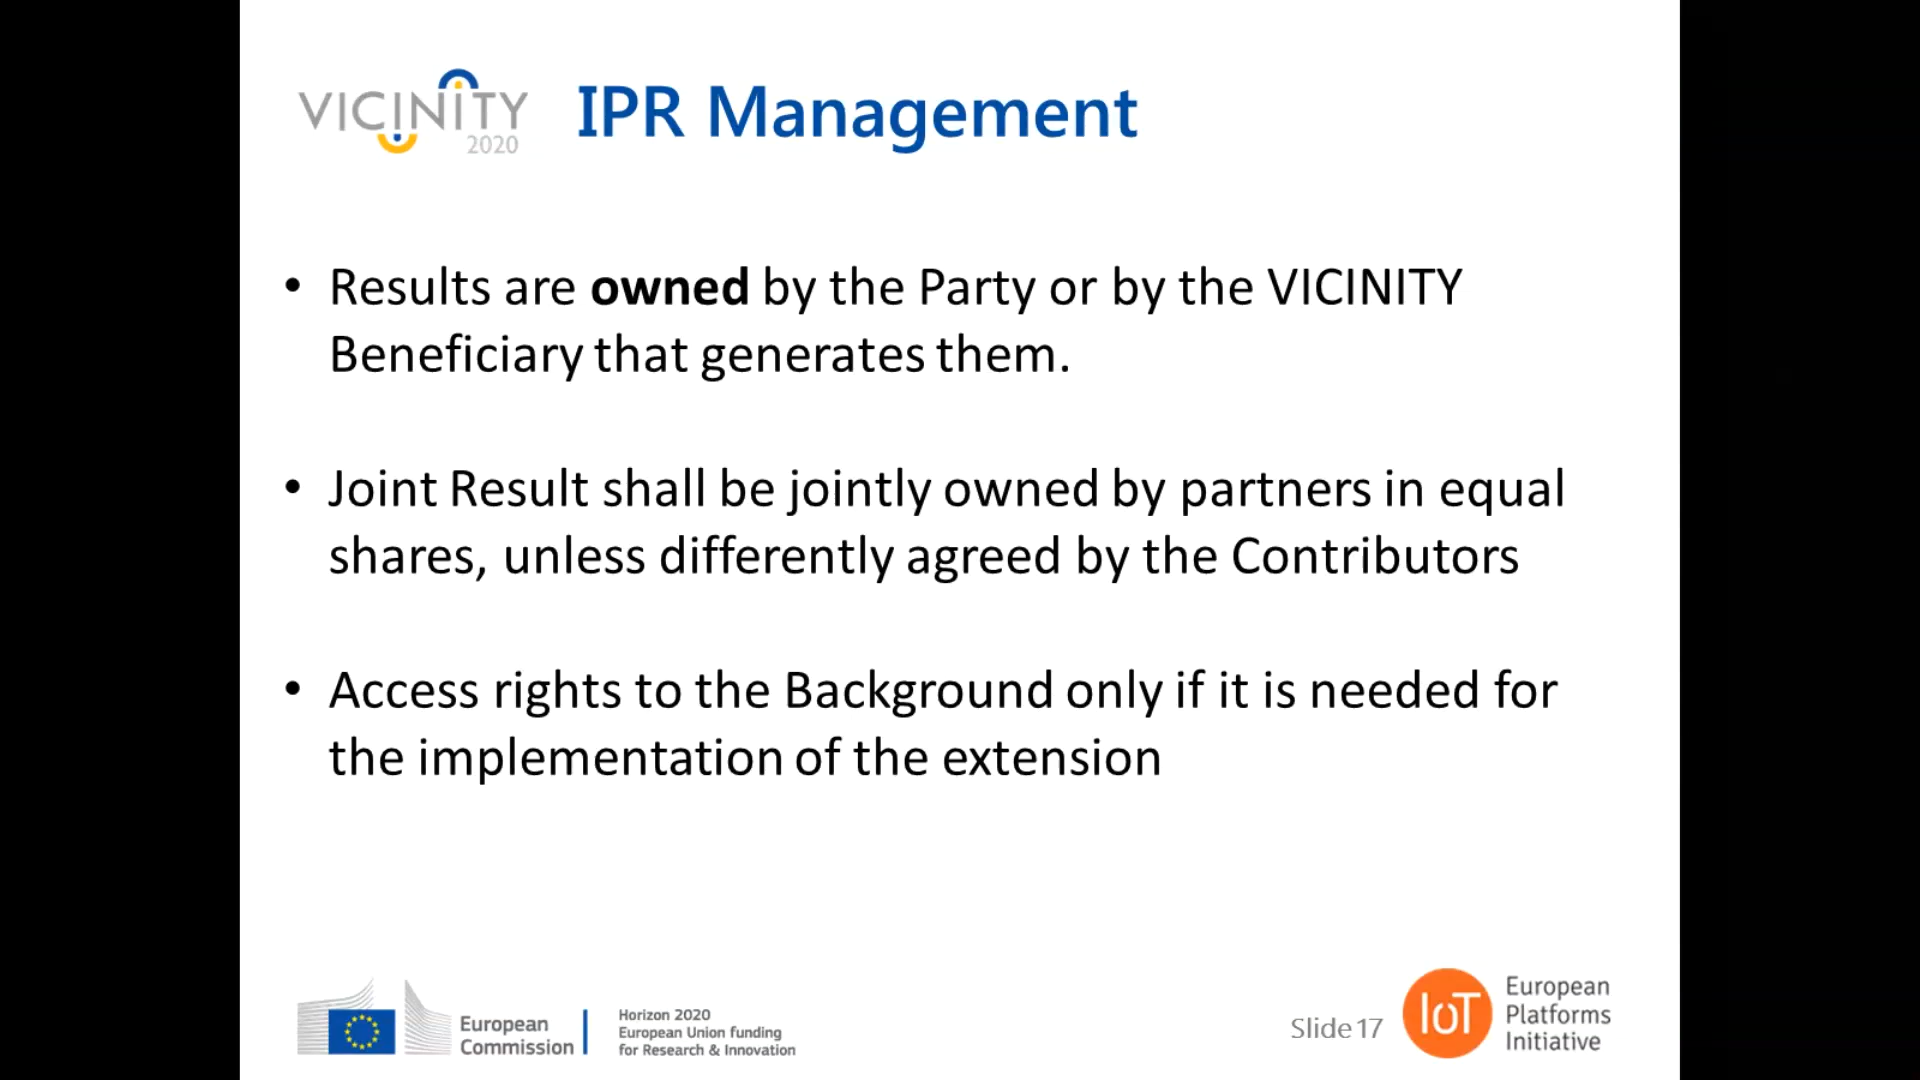 VICINITY
2020
IPR Management
• Results are owned by the Party or by the VICINITY
Beneficiary that generates them.
• Joint Result shall be jointly owned by partners in equal
shares, unless differently agreed by the Contributors
• Access rights to the Background only if it is needed for
the implementation of the extension
European
Commission
Horizon 2020
European Union funding
for Research & Innovation
Slide 17
IoT
European
Platforms
Initiative